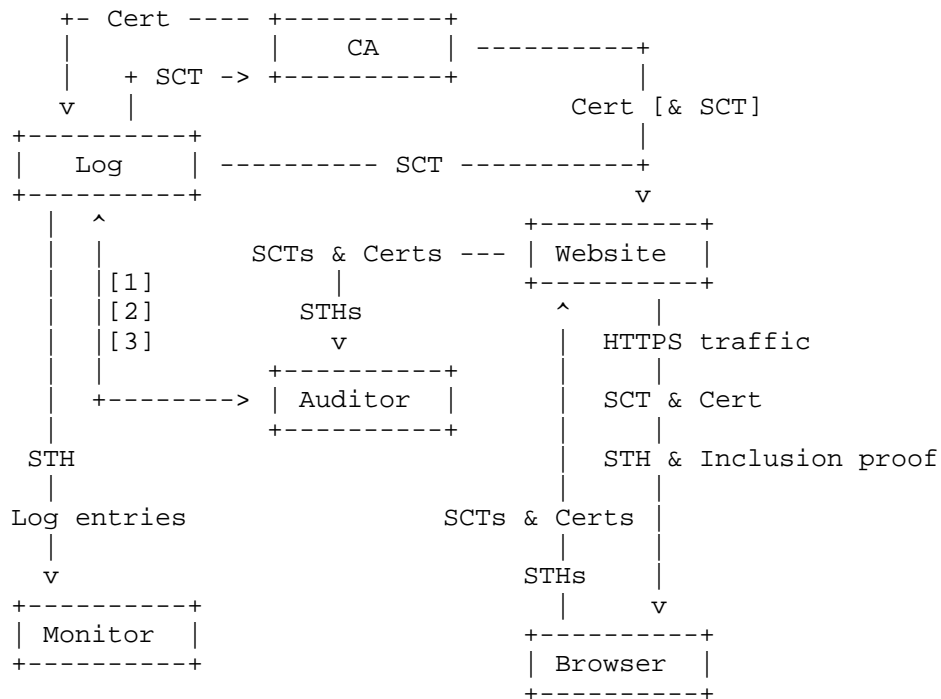 +- Cert ---- +----------+
|            |    CA    | ----------+
|   + SCT -> +----------+           |
v   |                           Cert [& SCT]
+----------+                        |
|   Log    | ---------- SCT -----------+
+----------+                        v
|  ^                          +----------+
|  |         SCTs & Certs --- | Website |
|  |[1]           |           +----------+
|  |[2]         STHs            ^     |
|  |[3]           v             |  HTTPS traffic
|  |          +----------+      |     |
|  +--------> | Auditor |       |  SCT & Cert
|             +----------+      |     |
STH                             |  STH & Inclusion proof
|                               |     |
Log entries              SCTs & Certs |
|                               |     |
v                             STHs    |
+----------+                    |     v
| Monitor |                   +----------+
+----------+                  | Browser |
+----------+